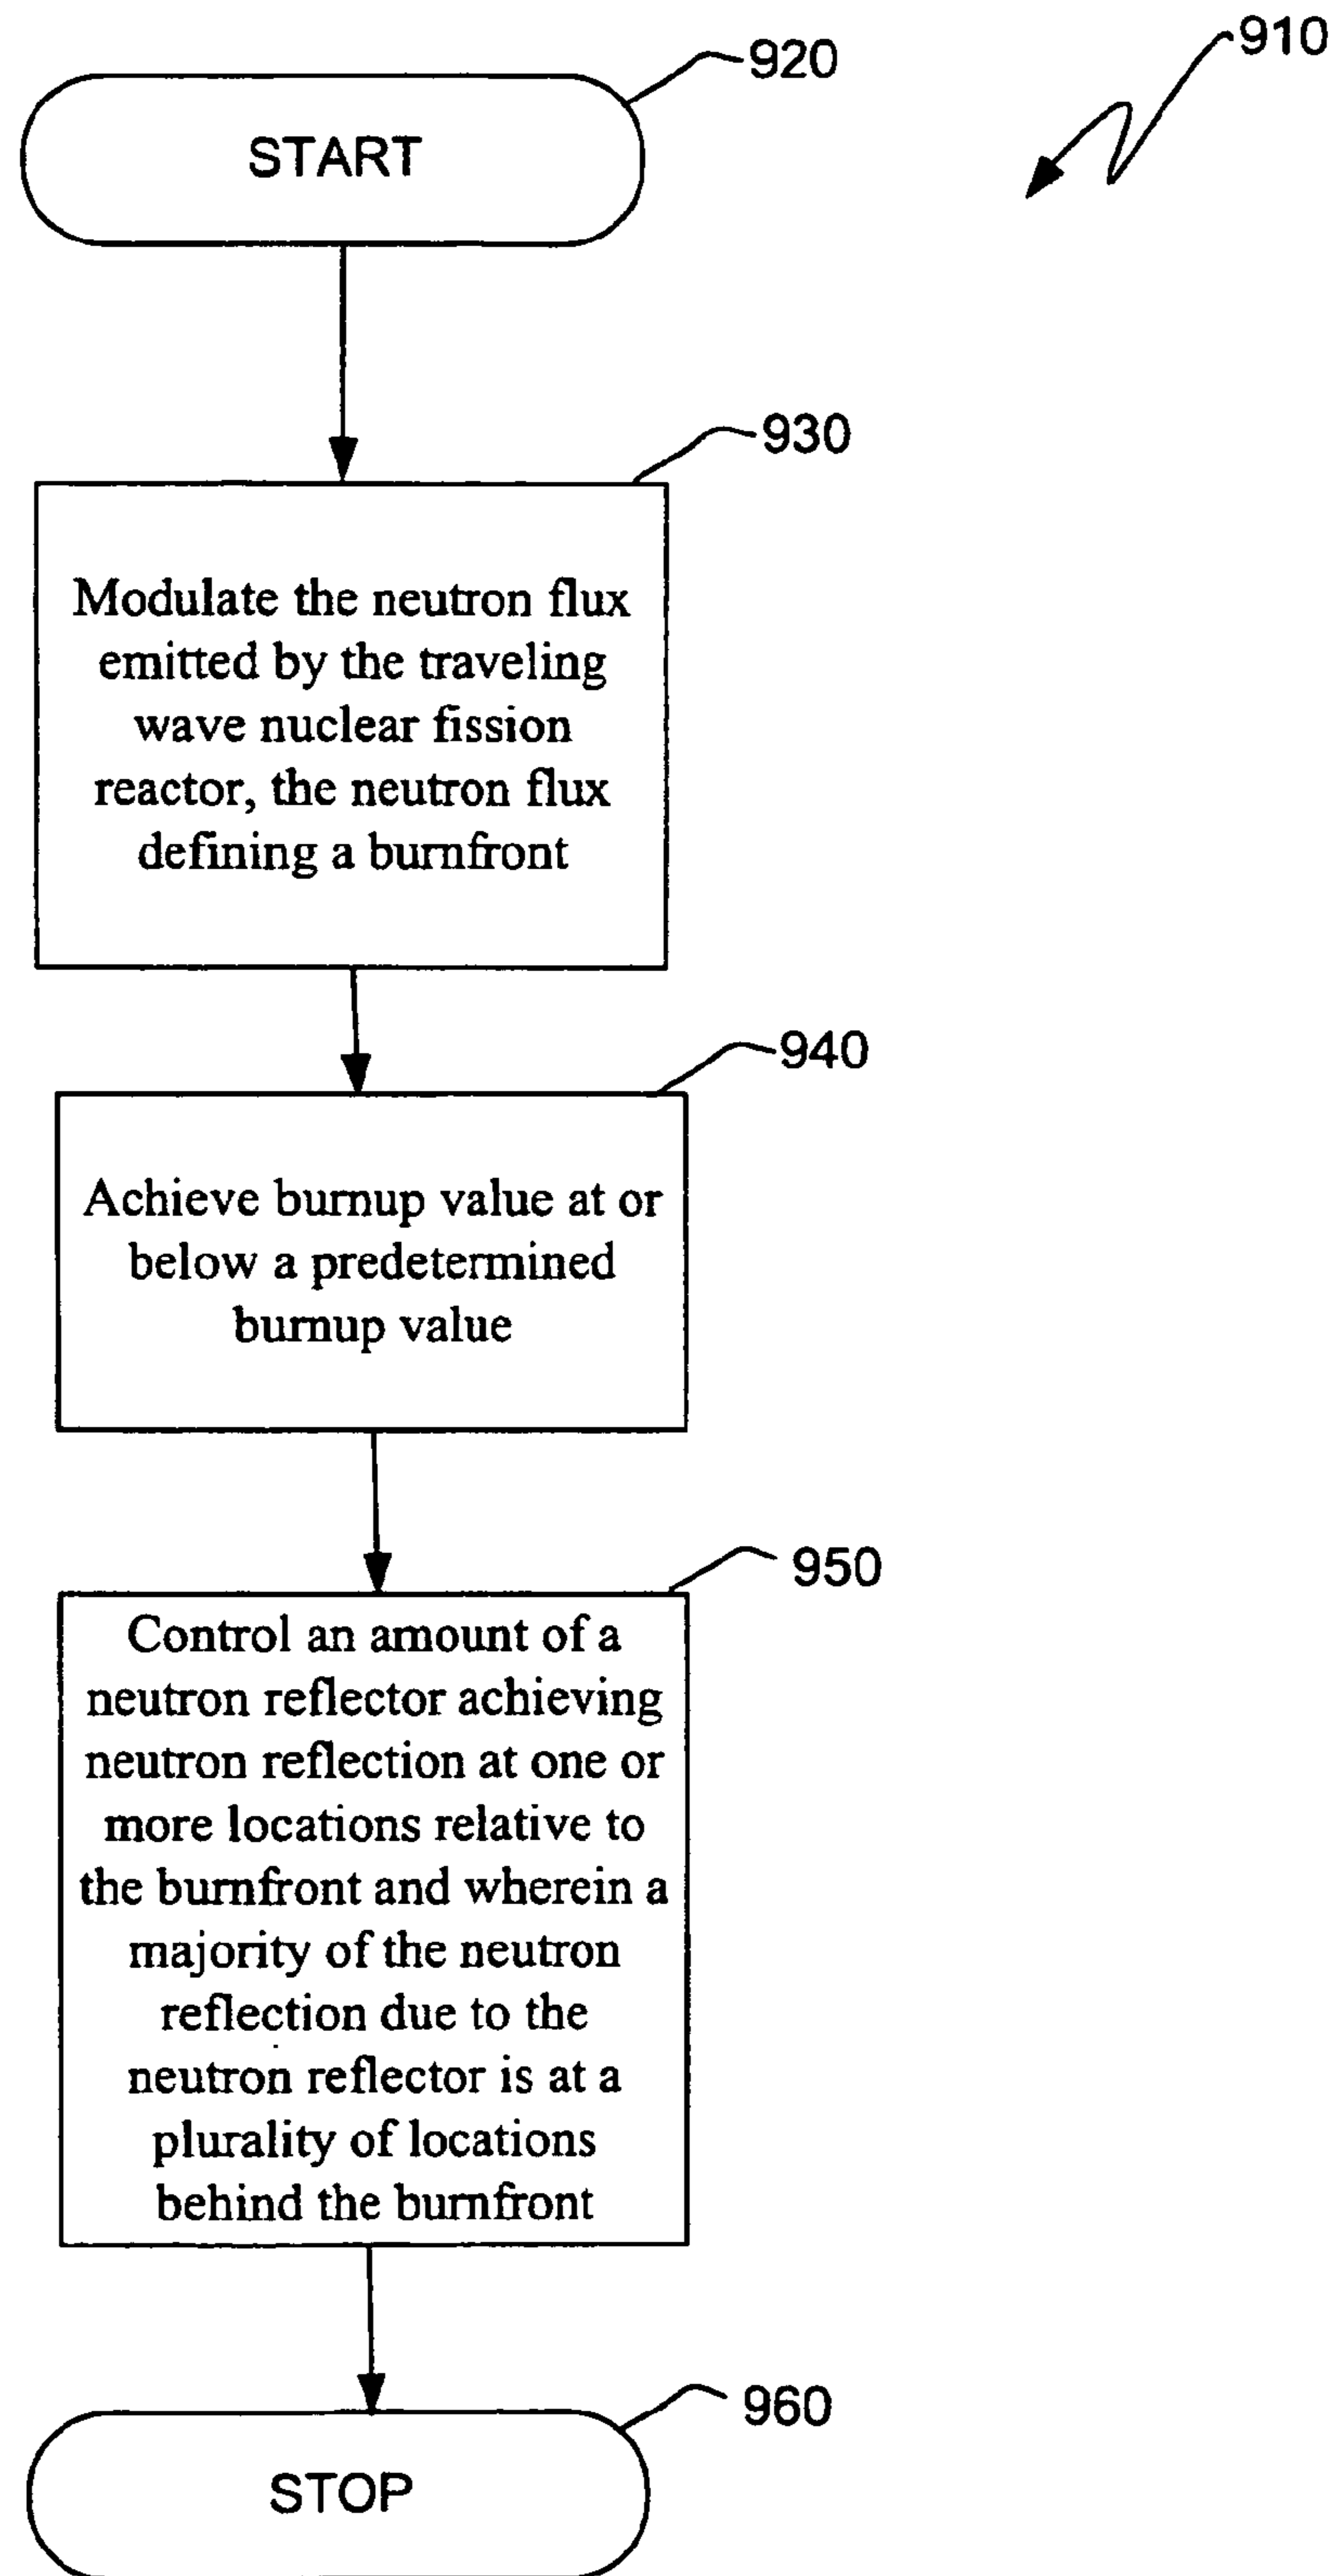 910
920
START
930
Modulate the neutron flux
emitted by the traveling
wave nuclear fission
reactor, the neutron flux
defining a burnfront
940
Achieve burnup value at or
below a predetermined
burnup value
950
Control an amount of a
neutron reflector achieving
neutron reflection at one or
more locations relative to
the burnfront and wherein a
majority of the neutron
reflection due to the
neutron reflector is at a
plurality of locations
behind the burnfront
960
STOP